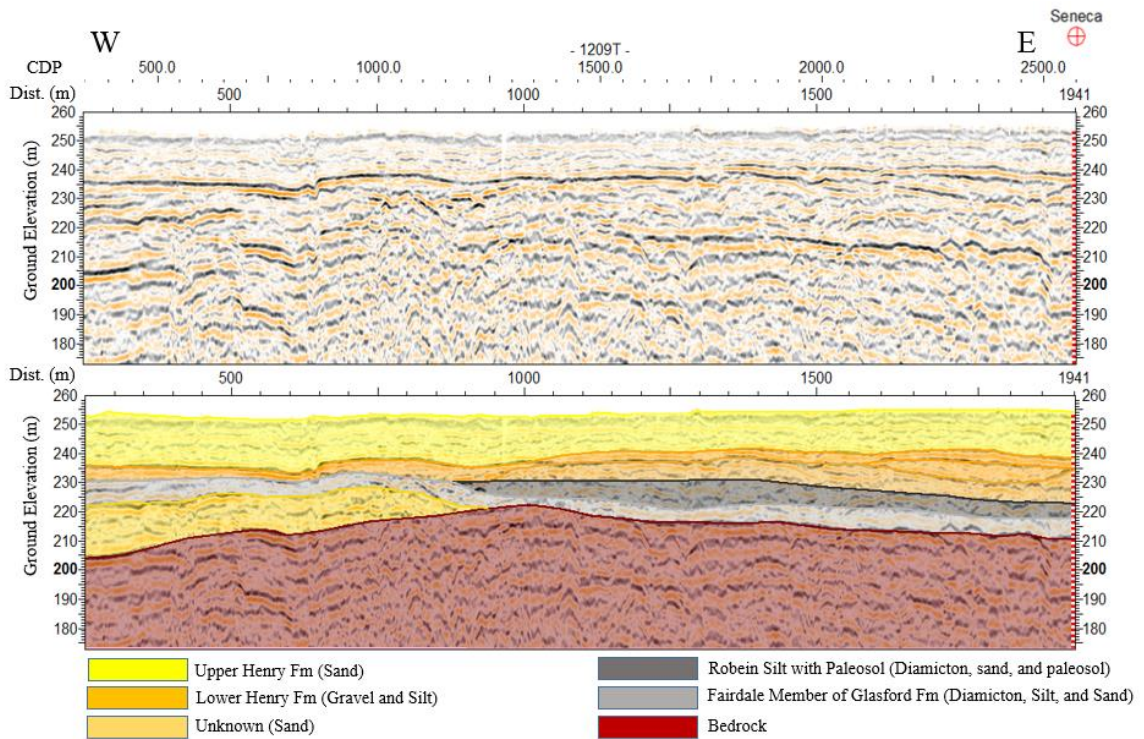 Seneca
W E
- 1209T -
CDP 500.0 1000.0 1500.0 2000.0 2500.0
Dist. (m) 500 1000 1500 1941
260 260
250 250
240 240
230 230
220 220
210 210
200 200
190 190
180 180
Ground Elevation (m)
Dist. (m) 500 1000 1500 1941
260 260
250 250
240 240
230 230
220 220
210 210
200 200
190 190
180 180
Ground Elevation (m)
Upper Henry Fm (Sand)
Lower Henry Fm (Gravel and Silt)
Unknown (Sand)
Robein Silt with Paleosol (Diamicton, sand, and paleosol)
Fairdale Member of Glasford Fm (Diamicton, Silt, and Sand)
Bedrock